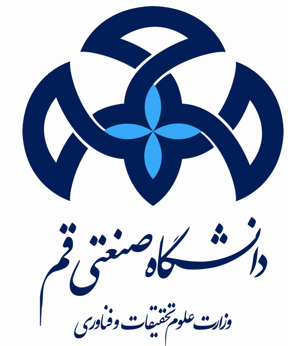 دانشگاه صنعتی قم
وزارت علوم تحقیقات و فناوری